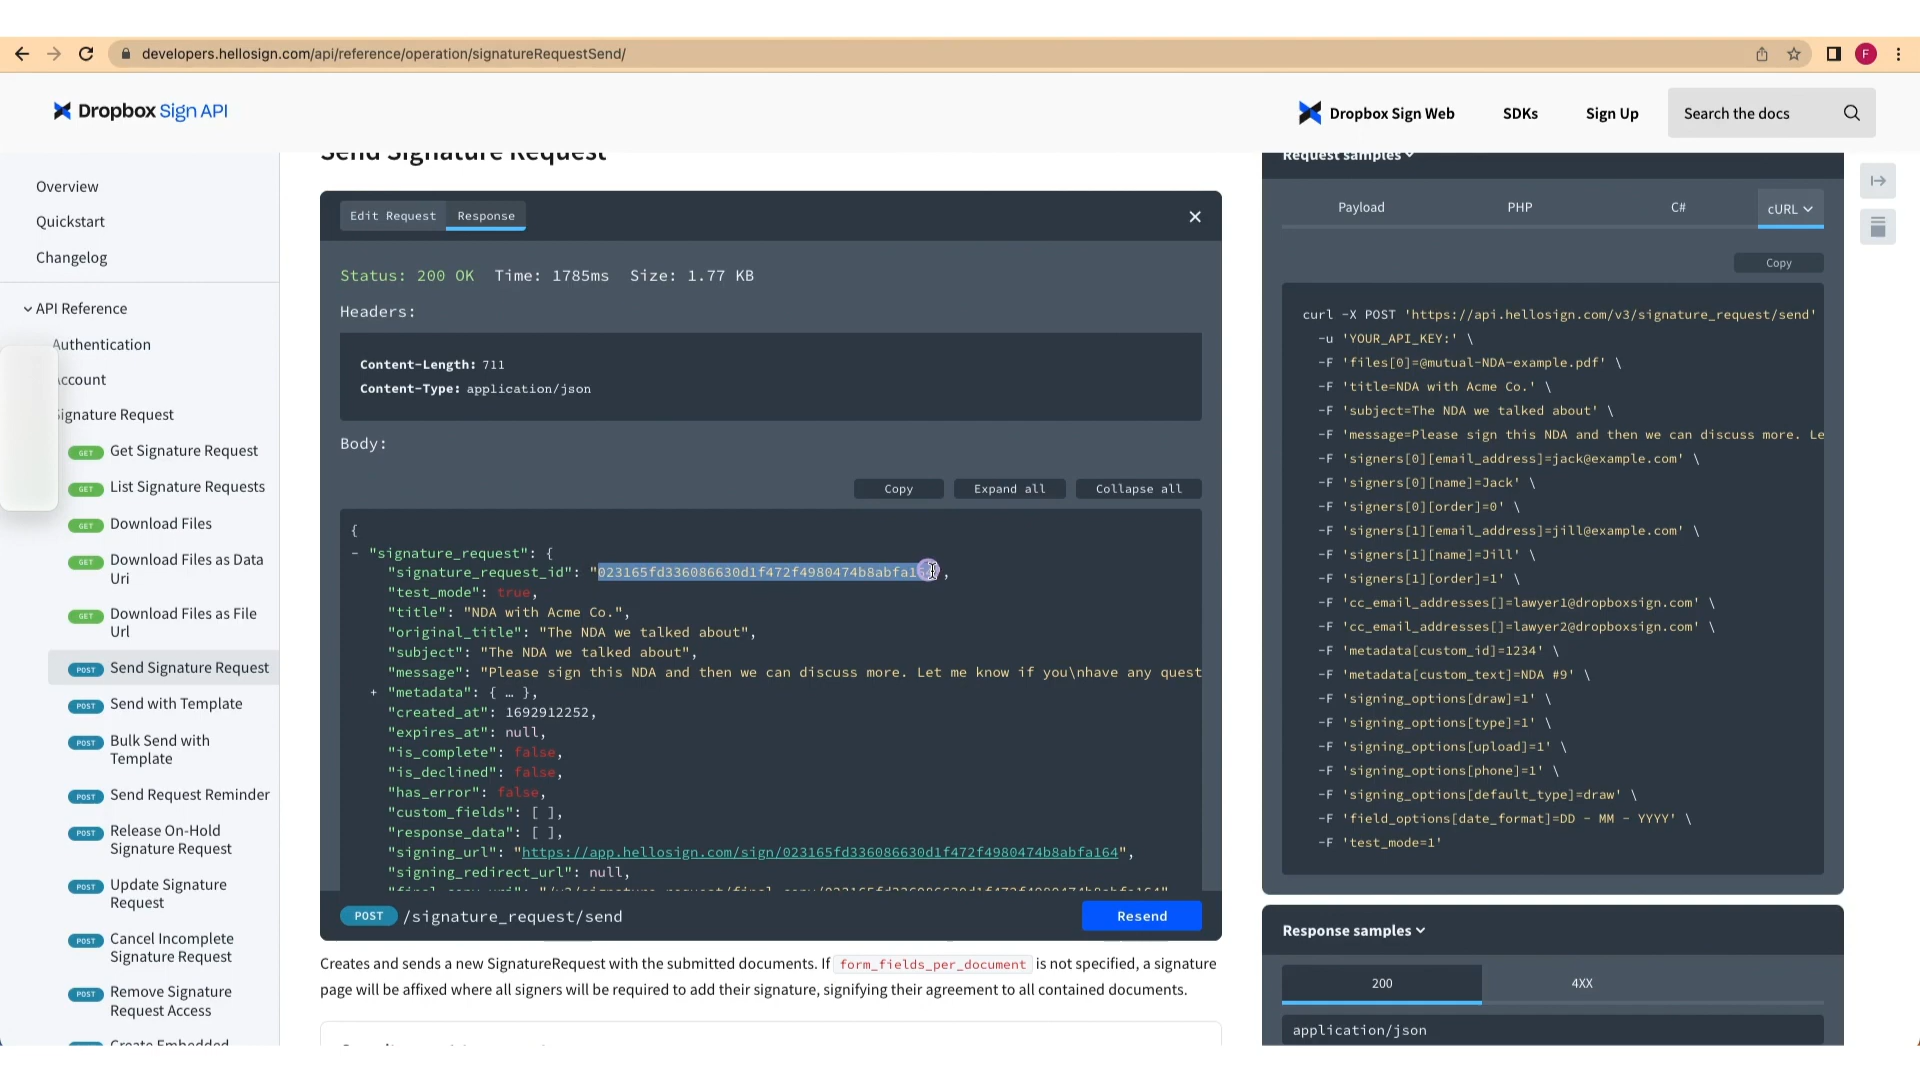 developers.hellosign.com/api/reference/operation/signatureRequestSend/
F
Dropbox Sign API
Dropbox Sign Web
SDKs
Sign Up
Search the docs
Overview
Quickstart
Changelog
API Reference
Authentication
Account
Signature Request
GET Get Signature Request
GET List Signature Requests
GET Download Files
GET Download Files as Data
Uri
GET Download Files as File
Url
POST Send Signature Request
POST Send with Template
POST Bulk Send with
Template
POST Send Request Reminder
POST Release On-Hold
Signature Request
POST Update Signature
Request
POST Cancel Incomplete
Signature Request
POST Remove Signature
Request Access
Create Embedded
Send Signature Request
Edit Request Response
Status: 200 OK Time: 1785ms Size: 1.77 KB
Headers:
Content-Length: 711
Content-Type: application/json
Body:
Copy Expand all Collapse all
{
- "signature_request": {
"signature_request_id": "023165fd336086630d1f472f4980474b8abfa164",
"test_mode": true,
"title": "NDA with Acme Co.",
"original_title": "The NDA we talked about",
"subject": "The NDA we talked about",
"message": "Please sign this NDA and then we can discuss more. Let me know if you\nhave any quest
+ "metadata": { … },
"created_at": 1692912252,
"expires_at": null,
"is_complete": false,
"is_declined": false,
"has_error": false,
"custom_fields": [ ],
"response_data": [ ],
"signing_url": "https://app.hellosign.com/sign/023165fd336086630d1f472f4980474b8abfa164",
"signing_redirect_url": null,
"final_copy_uri": "/v3/signature_request/final_copy/023165fd336086630d1f472f4980474b8abfa164"
POST /signature_request/send
Resend
Creates and sends a new SignatureRequest with the submitted documents. If form_fields_per_document is not specified, a signature
page will be affixed where all signers will be required to add their signature, signifying their agreement to all contained documents.
Request samples
Payload PHP C# cURL
Copy
curl -X POST 'https://api.hellosign.com/v3/signature_request/send'
-u 'YOUR_API_KEY:' \
-F 'files[0]=@mutual-NDA-example.pdf' \
-F 'title=NDA with Acme Co.' \
-F 'subject=The NDA we talked about' \
-F 'message=Please sign this NDA and then we can discuss more. Le
-F 'signers[0][email_address]=jack@example.com' \
-F 'signers[0][name]=Jack' \
-F 'signers[0][order]=0' \
-F 'signers[1][email_address]=jill@example.com' \
-F 'signers[1][name]=Jill' \
-F 'signers[1][order]=1' \
-F 'cc_email_addresses[]=lawyer1@dropboxsign.com' \
-F 'cc_email_addresses[]=lawyer2@dropboxsign.com' \
-F 'metadata[custom_id]=1234' \
-F 'metadata[custom_text]=NDA #9' \
-F 'signing_options[draw]=1' \
-F 'signing_options[type]=1' \
-F 'signing_options[upload]=1' \
-F 'signing_options[phone]=1' \
-F 'signing_options[default_type]=draw' \
-F 'field_options[date_format]=DD - MM - YYYY' \
-F 'test_mode=1'
Response samples
200 4XX
application/json